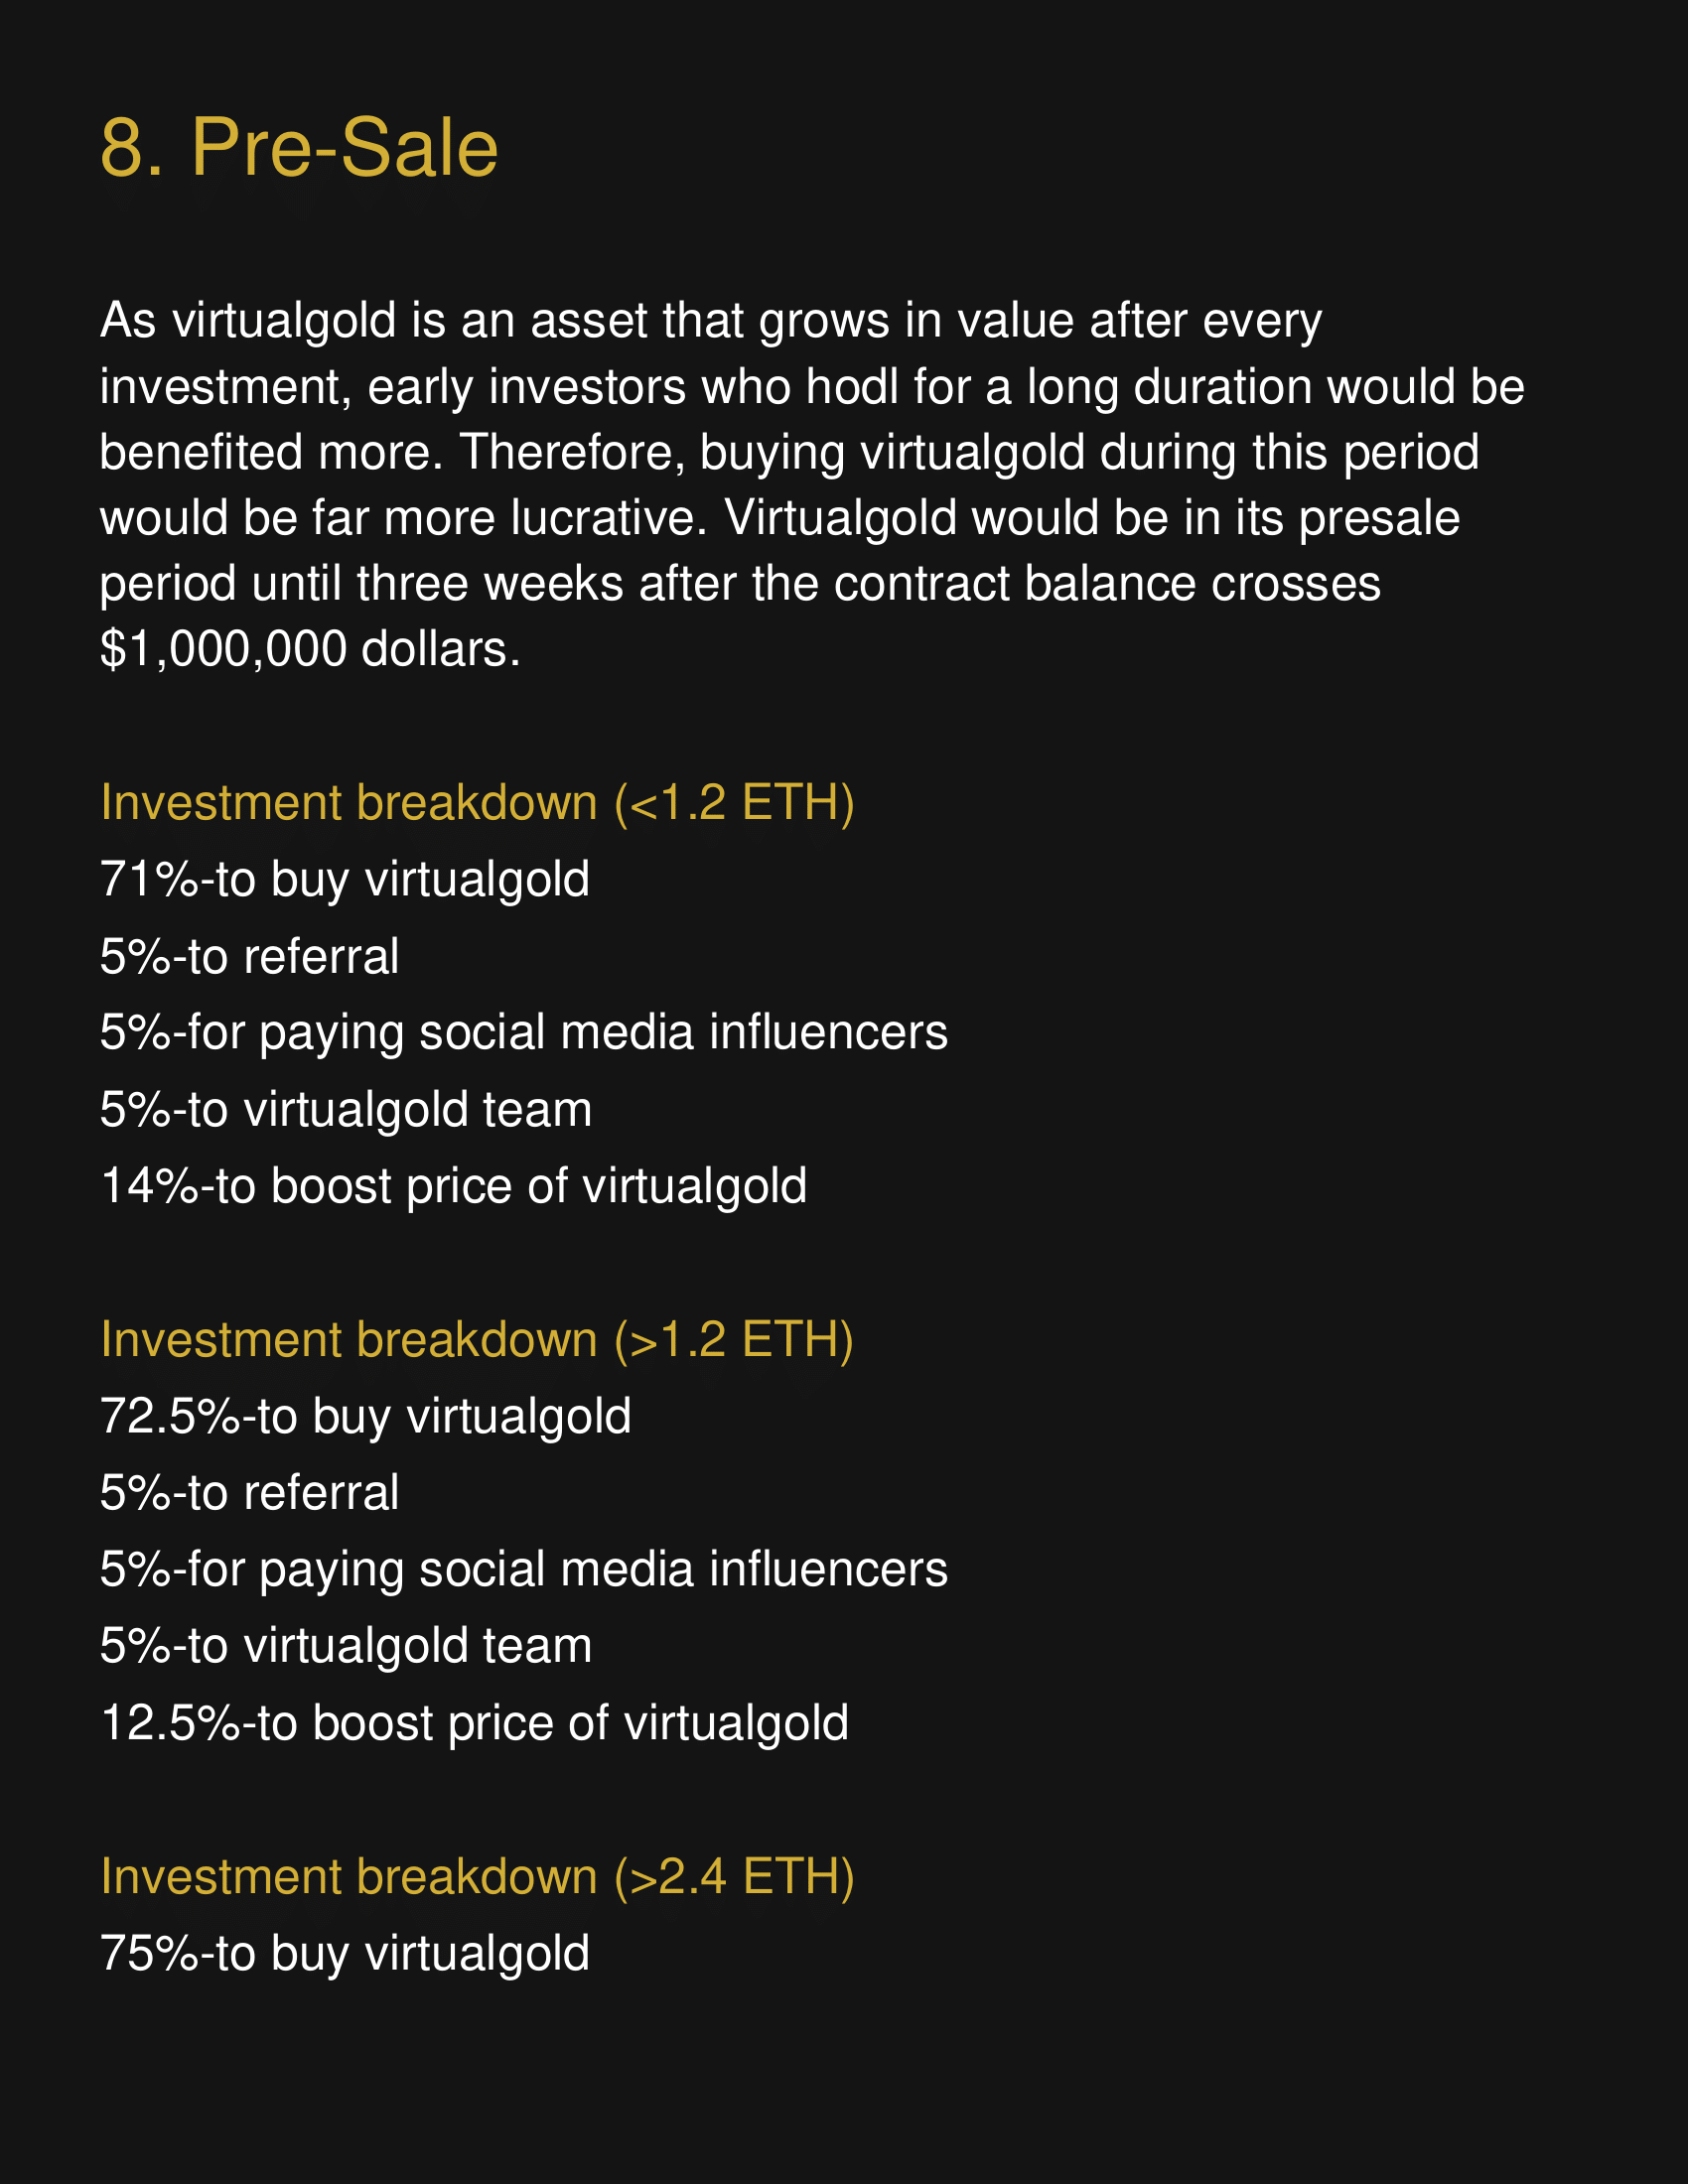 8. Pre-Sale
As virtualgold is an asset that grows in value after every
investment, early investors who hodl for a long duration would be
benefited more. Therefore, buying virtualgold during this period
would be far more lucrative. Virtualgold would be in its presale
period until three weeks after the contract balance crosses
$1,000,000 dollars.
Investment breakdown (<1.2 ETH)
71%-to buy virtualgold
5%-to referral
5%-for paying social media influencers
5%-to virtualgold team
14%-to boost price of virtualgold
Investment breakdown (>1.2 ETH)
72.5%-to buy virtualgold
5%-to referral
5%-for paying social media influencers
5%-to virtualgold team
12.5%-to boost price of virtualgold
Investment breakdown (>2.4 ETH)
75%-to buy virtualgold